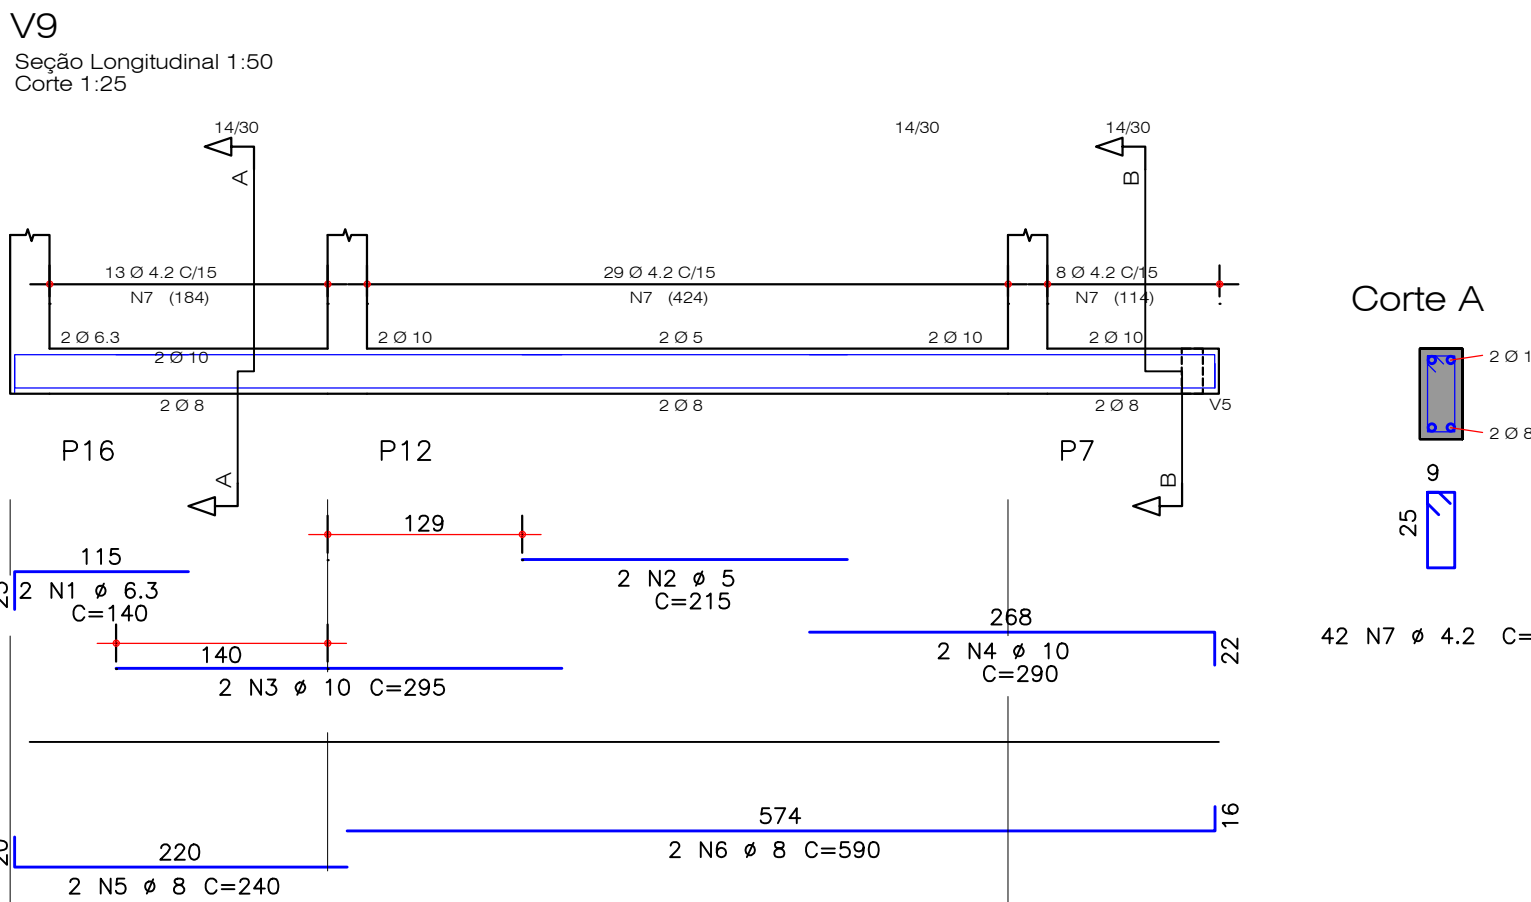 V9
Seção Longitudinal 1:50
Corte 1:25
14/30
14/30
14/30
A
B
13 Ø 4.2 C/15
29 Ø 4.2 C/15
8 Ø 4.2 C/15
N7 (184)
N7 (424)
N7 (114)
Corte A
2 Ø 6.3
2 Ø 10
2 Ø 5
2 Ø 10
2 Ø 10
2 Ø 10
2 Ø 8
2 Ø 8
2 Ø 8
V5
2 Ø 1
2 Ø 8
P16
P12
P7
A
B
9
25
129
115
2 N1 ø 6.3
C=140
2 N2 ø 5
C=215
268
2 N4 ø 10
C=290
22
42 N7 ø 4.2 C=
140
2 N3 ø 10 C=295
574
16
2 N6 ø 8 C=590
220
2 N5 ø 8 C=240